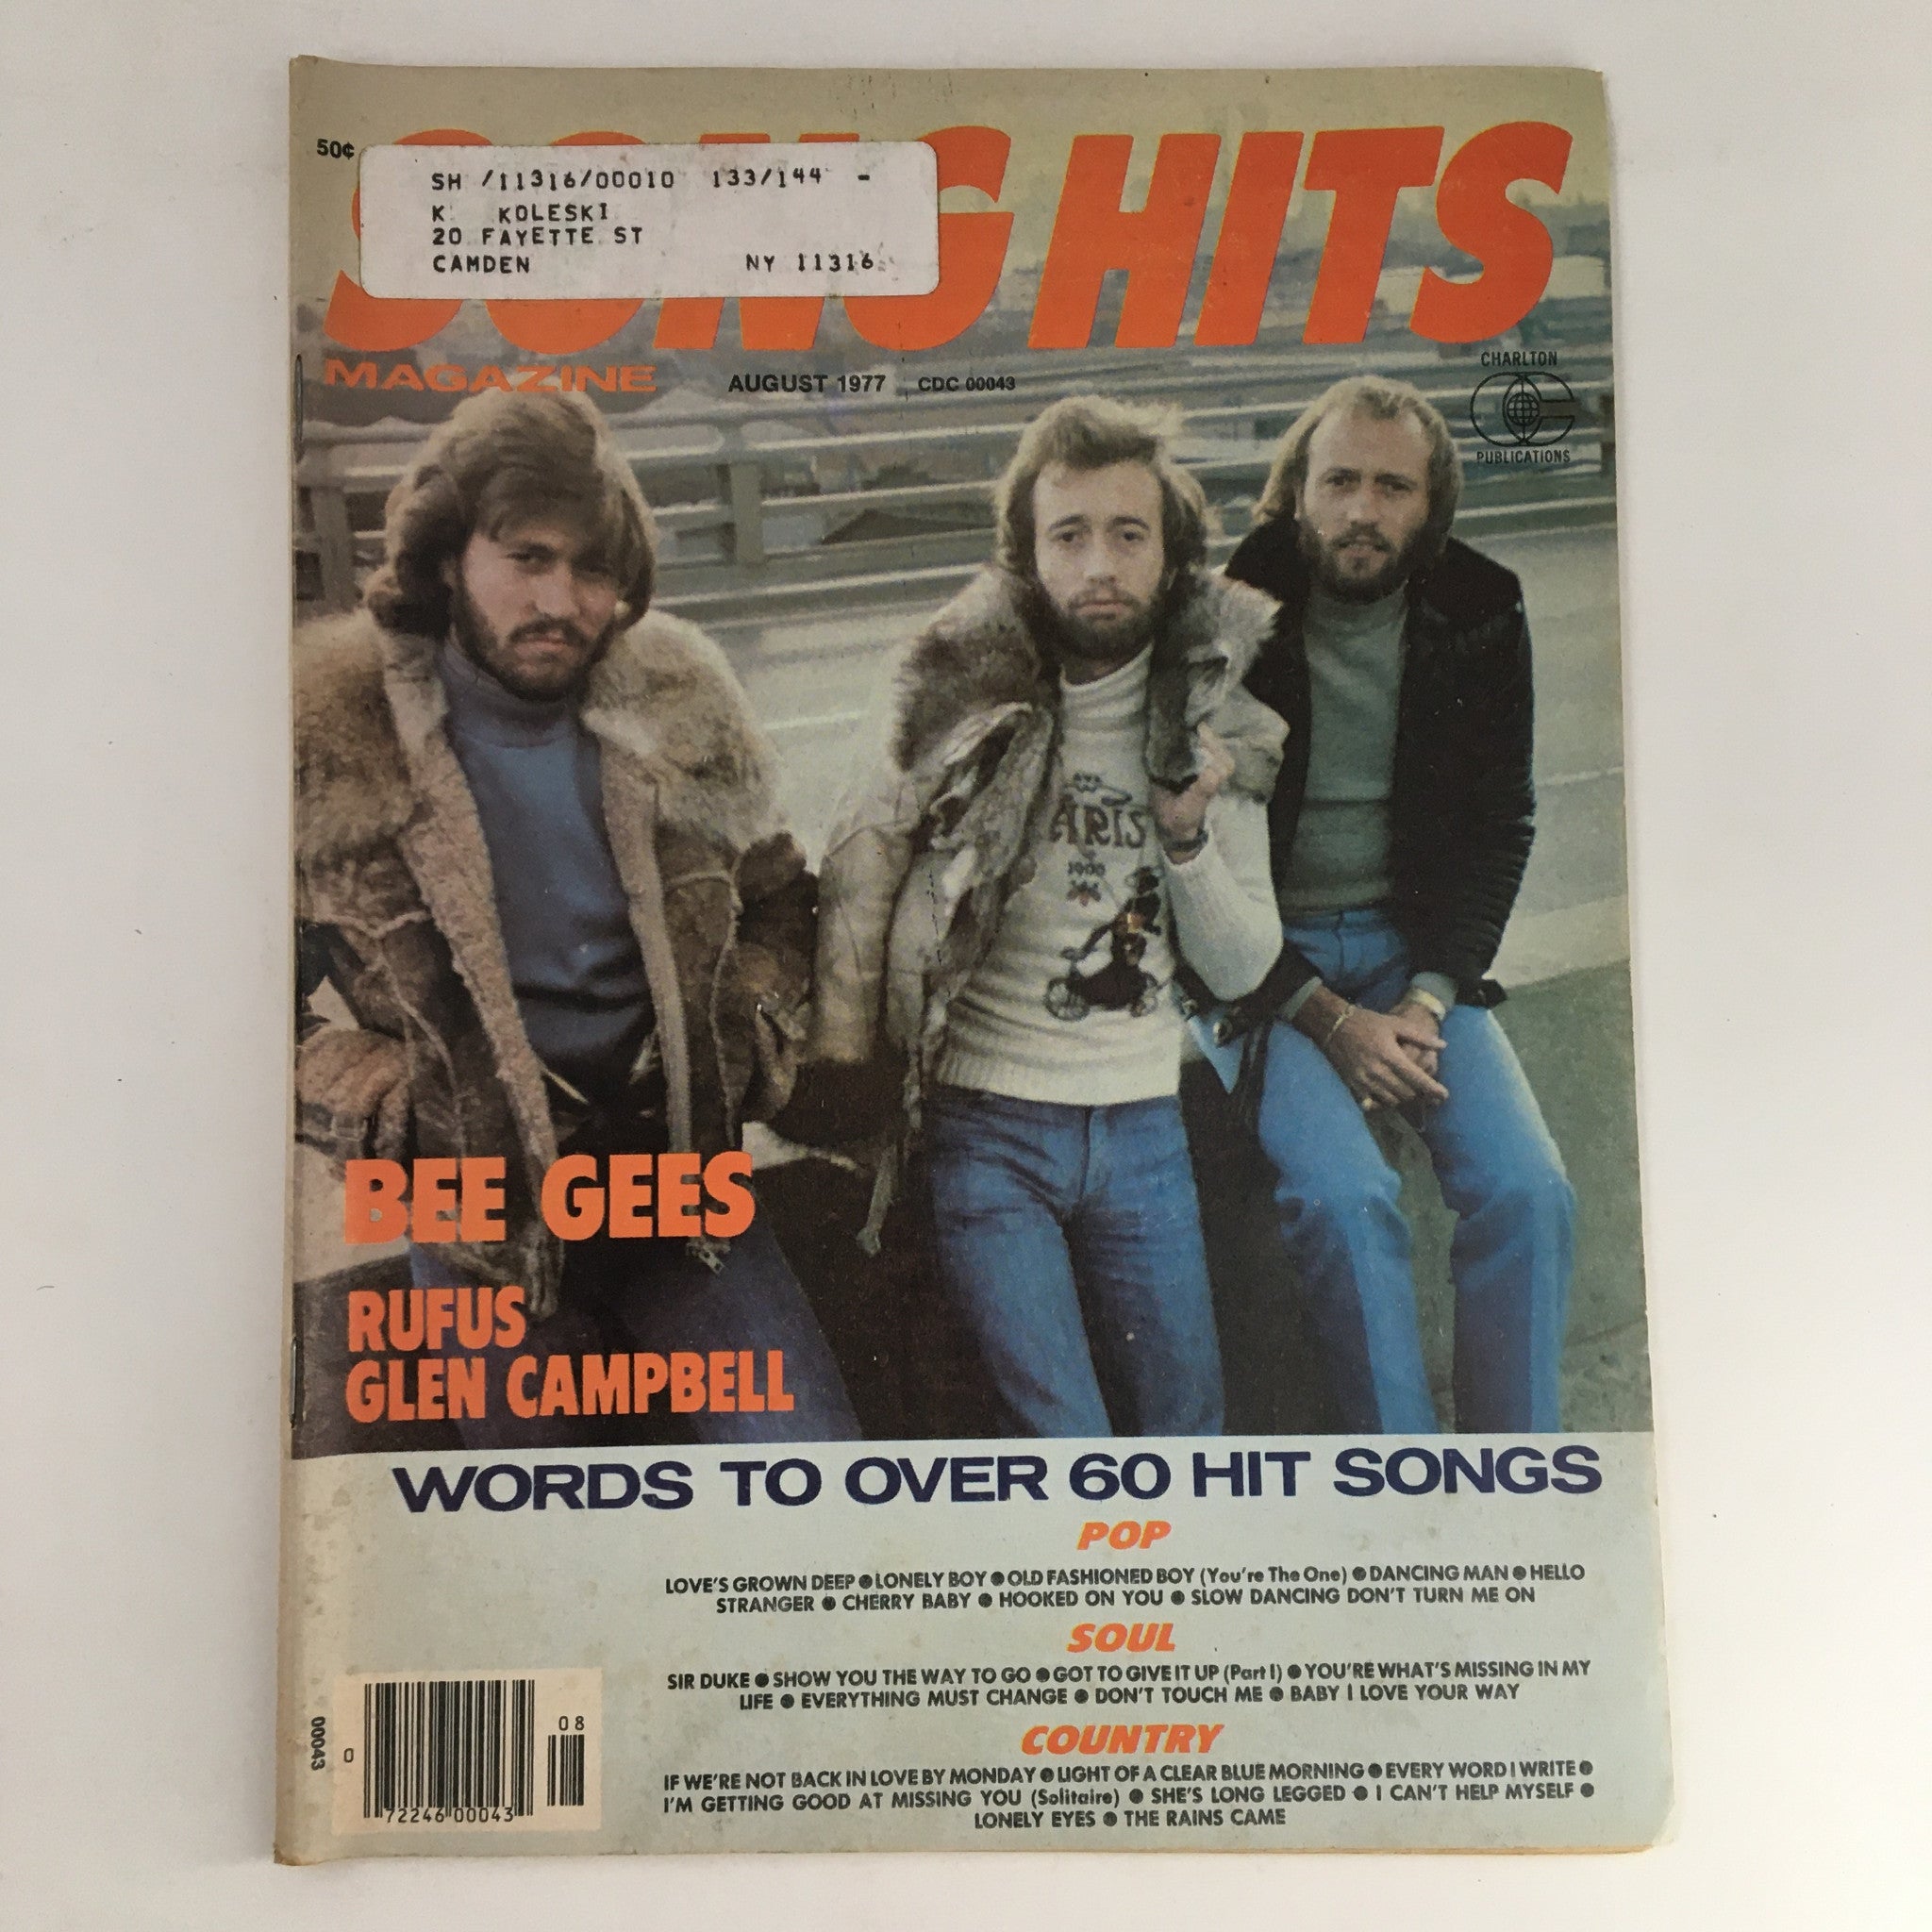 50¢
SONG HITS
SH /11316/00010 133/144 -
K KOLESKI
20 FAYETTE ST
CAMDEN NY 11316
MAGAZINE
AUGUST 1977 CDC 00043
CHARLTON
PUBLICATIONS
ARIS
1900
BEE GEES
RUFUS
GLEN CAMPBELL
WORDS TO OVER 60 HIT SONGS
POP
LOVE'S GROWN DEEP ● LONELY BOY ● OLD FASHIONED BOY (You're The One) ● DANCING MAN ● HELLO
STRANGER ● CHERRY BABY ● HOOKED ON YOU ● SLOW DANCING DON'T TURN ME ON
SOUL
SIR DUKE ● SHOW YOU THE WAY TO GO ● GOT TO GIVE IT UP (Part I) ● YOU'RE WHAT'S MISSING IN MY
LIFE ● EVERYTHING MUST CHANGE ● DON'T TOUCH ME ● BABY I LOVE YOUR WAY
COUNTRY
IF WE'RE NOT BACK IN LOVE BY MONDAY ● LIGHT OF A CLEAR BLUE MORNING ● EVERY WORD I WRITE ●
I'M GETTING GOOD AT MISSING YOU (Solitaire) ● SHE'S LONG LEGGED ● I CAN'T HELP MYSELF ●
LONELY EYES ● THE RAINS CAME
00043
0
72246 00043
08